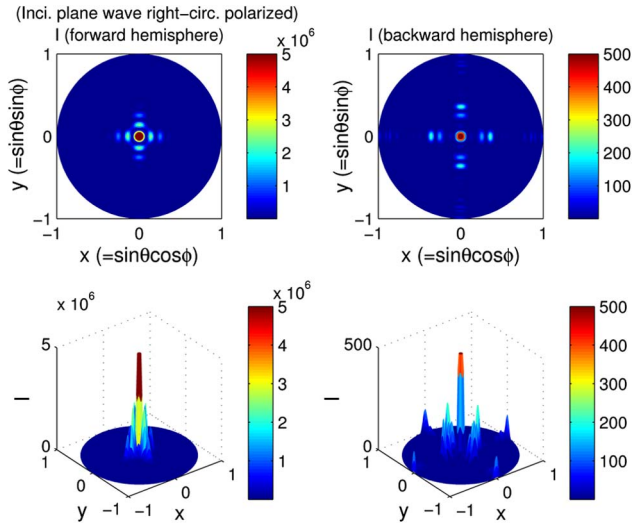 (Inci. plane wave right-circ. polarized)
I (forward hemisphere)
x 10^6
I (backward hemisphere)
1
0
-1
y (=sinθsinϕ)
-1 0 1
x (=sinθcosϕ)
5
4
3
2
1
1
0
-1
y (=sinθsinϕ)
-1 0 1
x (=sinθcosϕ)
500
400
300
200
100
x 10^6
5
0
I
1
0
-1
y
-1
0
1
x
x 10^6
5
4
3
2
1
500
0
I
1
0
-1
y
-1
0
1
x
500
400
300
200
100